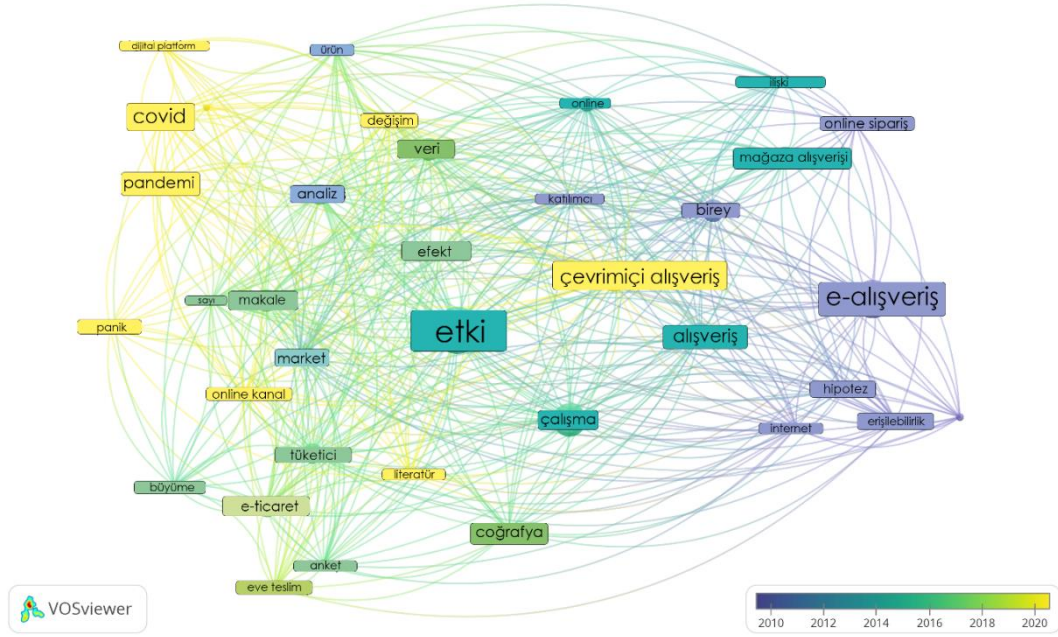 dijital platform
ürün
ilişki
online
covid
değişim
online sipariş
veri
mağaza alışverişi
pandemi
analiz
katılımcı
birey
efekt
çevrimiçi alışveriş
e-alışveriş
sayı
makale
panik
etki
alışveriş
market
online kanal
hipotez
çalışma
erişilebilirlik
internet
tüketici
literatür
büyüme
e-ticaret
coğrafya
anket
eve teslim
VOSviewer
2010 2012 2014 2016 2018 2020